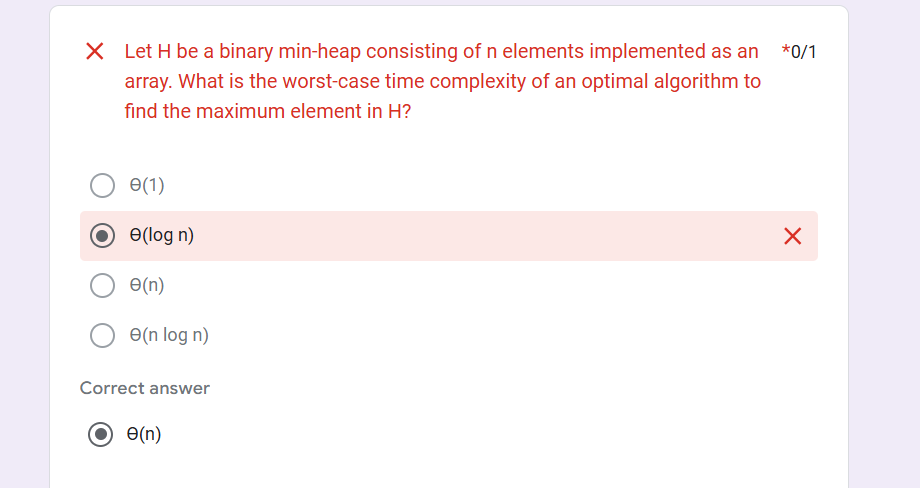 Let H be a binary min-heap consisting of n elements implemented as an *0/1
array. What is the worst-case time complexity of an optimal algorithm to
find the maximum element in H?
Θ(1)
Θ(log n)
Θ(n)
Θ(n log n)
Correct answer
Θ(n)